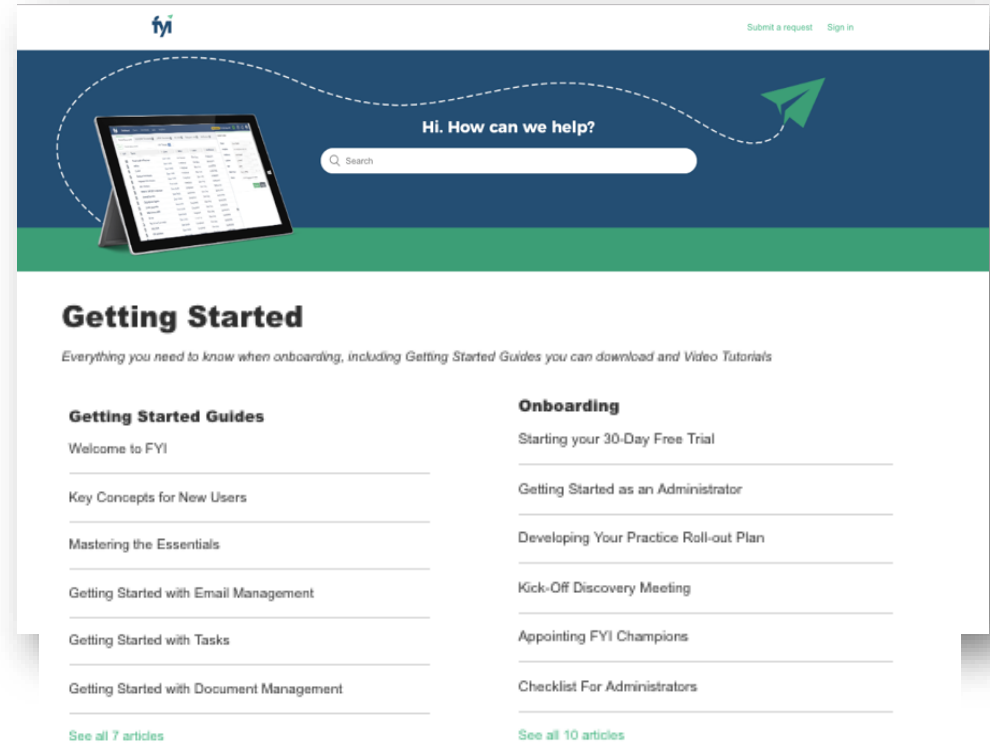 fyi
Submit a request Sign in
Hi. How can we help?
Search
Getting Started
Everything you need to know when onboarding, including Getting Started Guides you can download and Video Tutorials
Getting Started Guides
Welcome to FYI
Key Concepts for New Users
Mastering the Essentials
Getting Started with Email Management
Getting Started with Tasks
Getting Started with Document Management
See all 7 articles
Onboarding
Starting your 30-Day Free Trial
Getting Started as an Administrator
Developing Your Practice Roll-out Plan
Kick-Off Discovery Meeting
Appointing FYI Champions
Checklist For Administrators
See all 10 articles